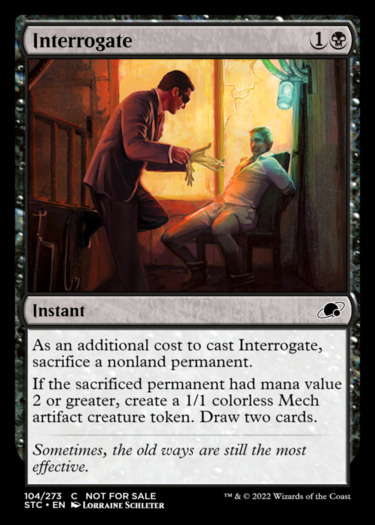 Interrogate 1
Instant
As an additional cost to cast Interrogate,
sacrifice a nonland permanent.
If the sacrificed permanent had mana value
2 or greater, create a 1/1 colorless Mech
artifact creature token. Draw two cards.
Sometimes, the old ways are still the most
effective.
104/273 C NOT FOR SALE
STC • EN Lorraine Schleter
™ & © 2022 Wizards of the Coast